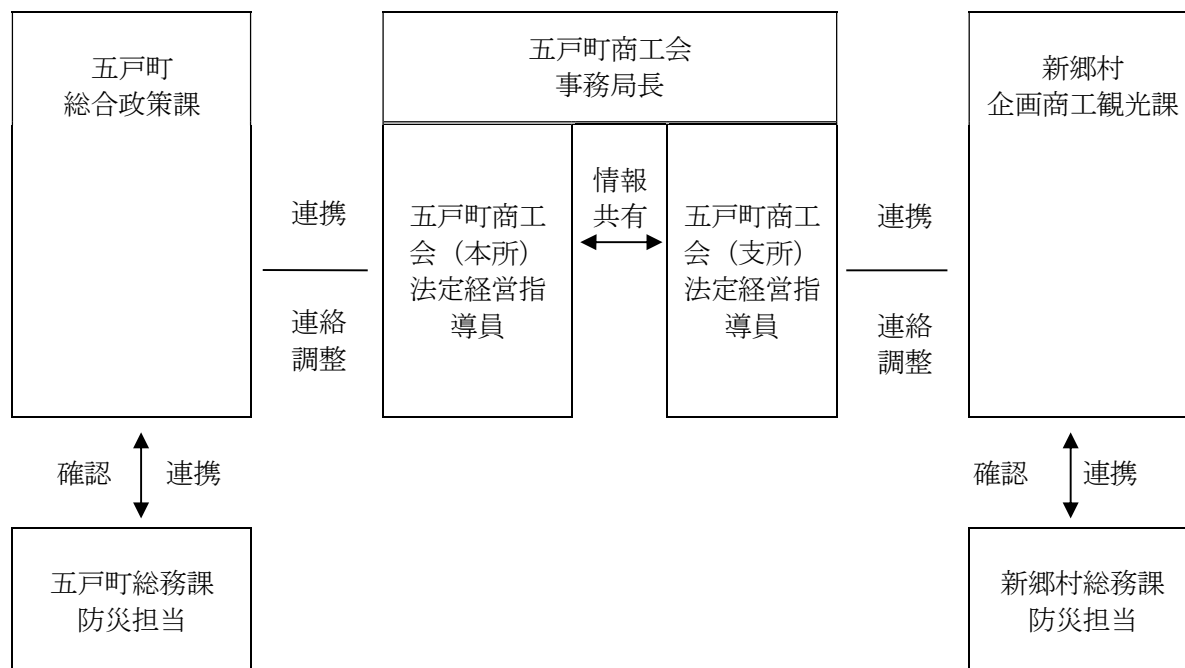 五戸町
総合政策課
五戸町商工会
事務局長
新郷村
企画商工観光課
連携
連絡
調整
五戸町商工
会（本所）
法定経営指
導員
情報
共有
五戸町商工
会（支所）
法定経営指
導員
連携
連絡
調整
確認
連携
確認
連携
五戸町総務課
防災担当
新郷村総務課
防災担当